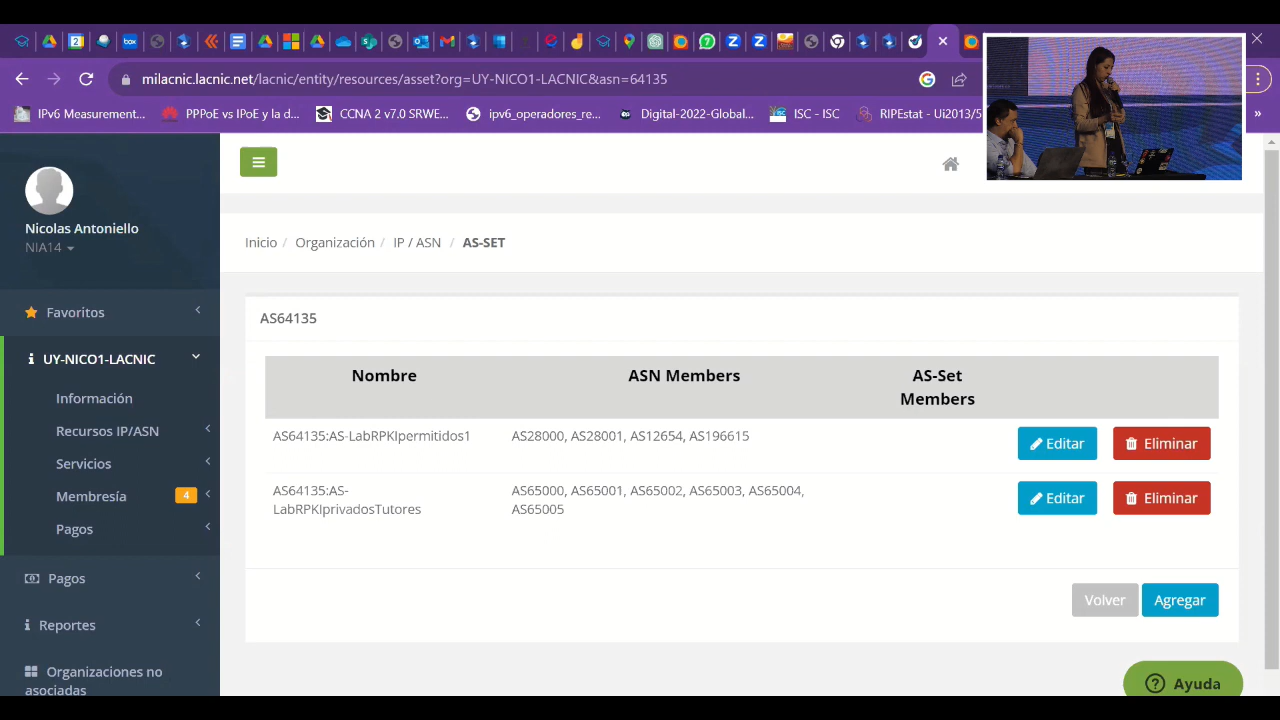 milacnic.lacnic.net/lacnic/entity/resources/asset?org=UY-NICO1-LACNIC&asn=64135
IPv6 Measurement... PPPoE vs IPoE y la d... CCNA 2 v7.0 SRWE... ipv6_operadores_re... Digital-2022-Global... ISC - ISC RIPEstat - Ui2013/5 »
Nicolas Antoniello
NIA14
Favoritos
UY-NICO1-LACNIC
Información
Recursos IP/ASN
Servicios
Membresía 4
Pagos
Pagos
Reportes
Organizaciones no
asociadas
Inicio / Organización / IP / ASN / AS-SET
AS64135
Nombre ASN Members AS-Set
Members
AS64135:AS-LabRPKIpermitidos1 AS28000, AS28001, AS12654, AS196615 Editar Eliminar
AS64135:AS-
LabRPKIprivadosTutores
AS65000, AS65001, AS65002, AS65003, AS65004,
AS65005
Editar Eliminar
Volver Agregar
Ayuda